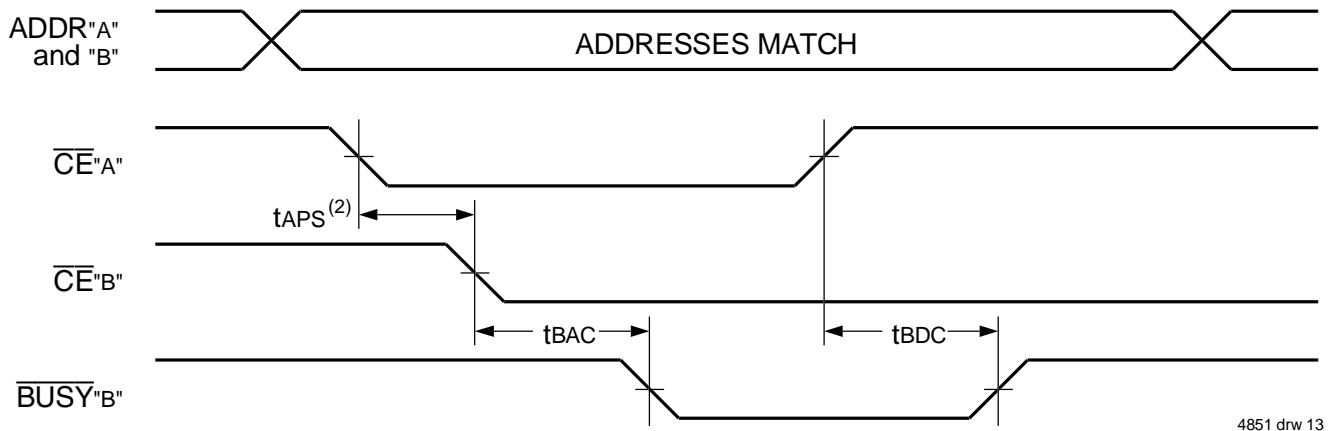 ADDR"A"
and "B"
ADDRESSES MATCH
CE"A"
tAPS(2)
CE"B"
tBAC
tBDC
BUSY"B"
4851 drw 13